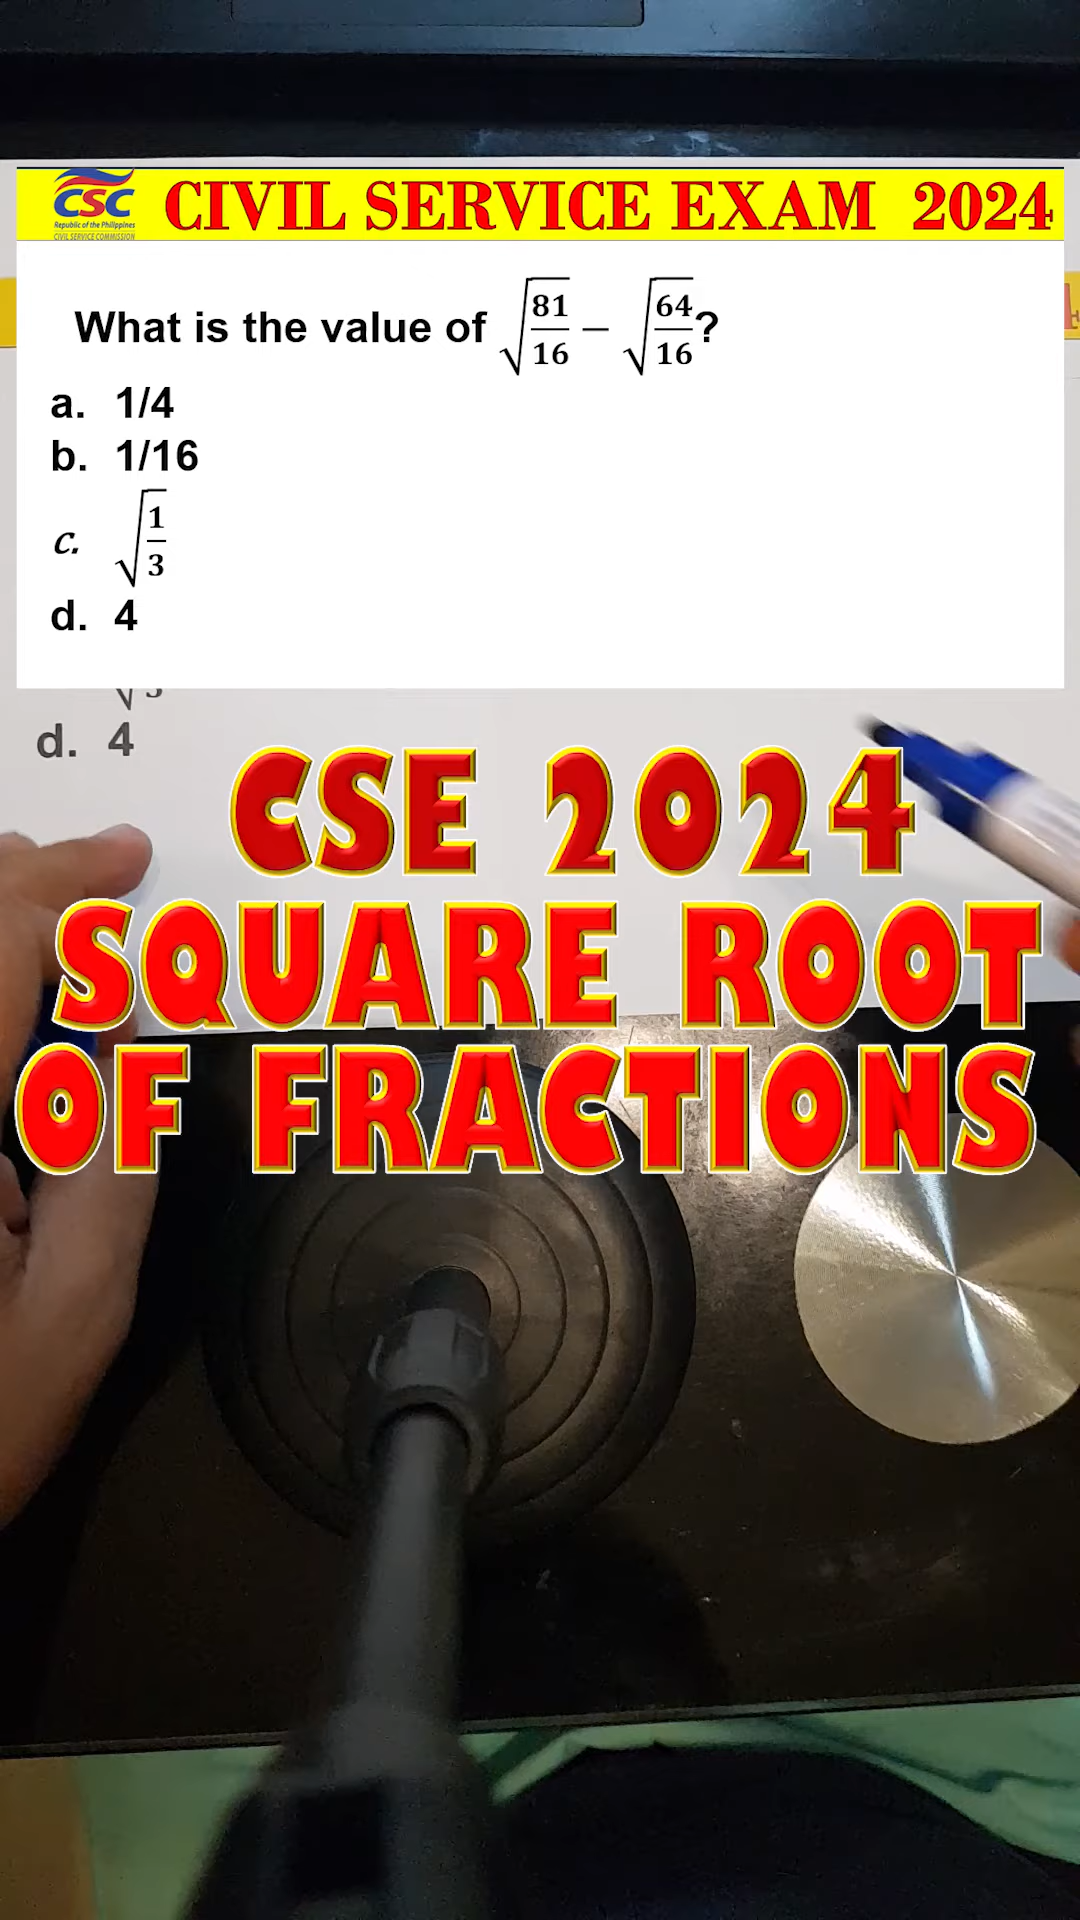 CSC CIVIL SERVICE EXAM 2024
Republic of the Philippines
CIVIL SERVICE COMMISSION
What is the value of √(81/16) − √(64/16)?
a. 1/4
b. 1/16
c. √(1/3)
d. 4
d. 4
CSE 2024
SQUARE ROOT
OF FRACTIONS